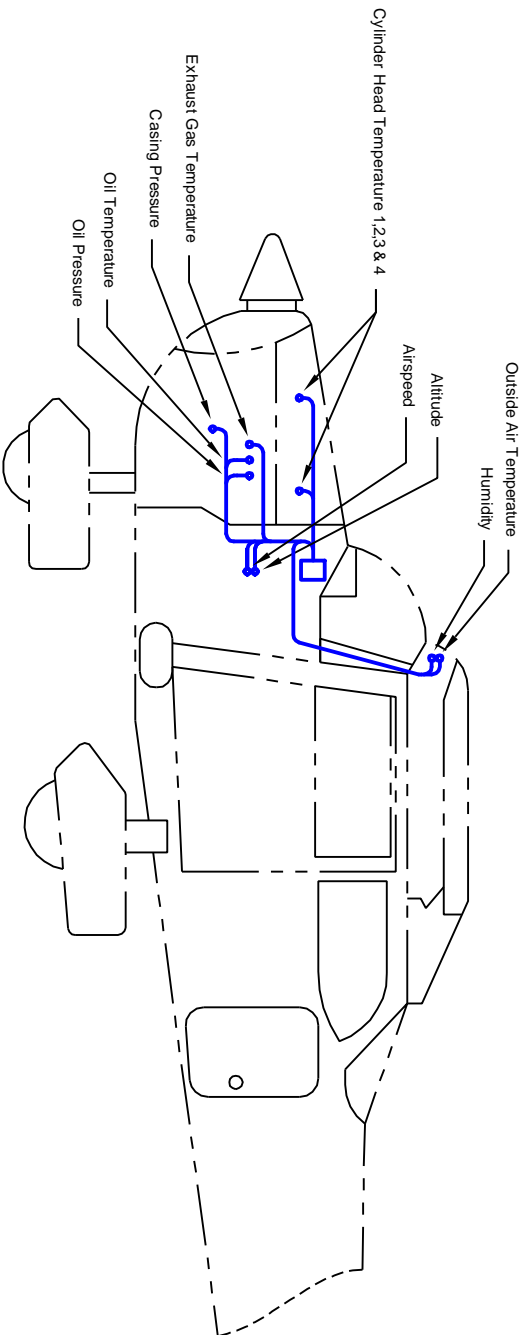 Cylinder Head Temperature 1,2,3 & 4
Exhaust Gas Temperature
Casing Pressure
Oil Temperature
Oil Pressure
Outside Air Temperature
Humidity
Altitude
Airspeed